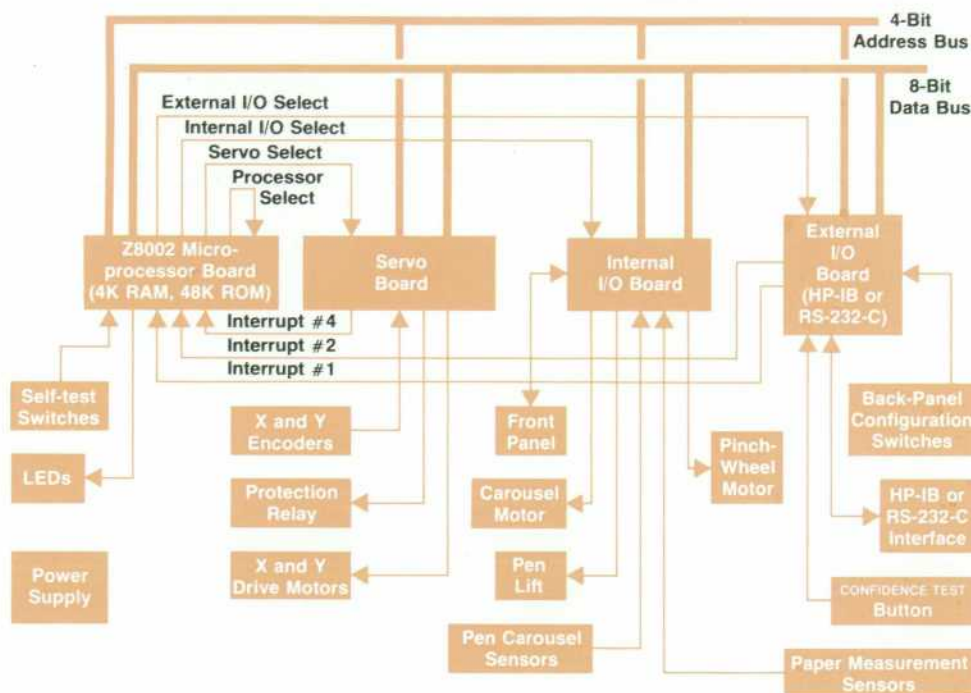 4-Bit
Address Bus
8-Bit
Data Bus
External I/O Select
Internal I/O Select
Servo Select
Processor
Select
Z8002 Micro-
processor Board
(4K RAM, 48K ROM)
Servo
Board
Internal
I/O Board
External
I/O
Board
(HP-IB or
RS-232-C)
Interrupt #4
Interrupt #2
Interrupt #1
Self-test
Switches
X and Y
Encoders
Front
Panel
Pinch-
Wheel
Motor
Back-Panel
Configuration
Switches
LEDs
Protection
Relay
Carousel
Motor
HP-IB or
RS-232-C
Interface
Power
Supply
X and Y
Drive Motors
Pen
Lift
CONFIDENCE TEST
Button
Pen Carousel
Sensors
Paper Measurement
Sensors